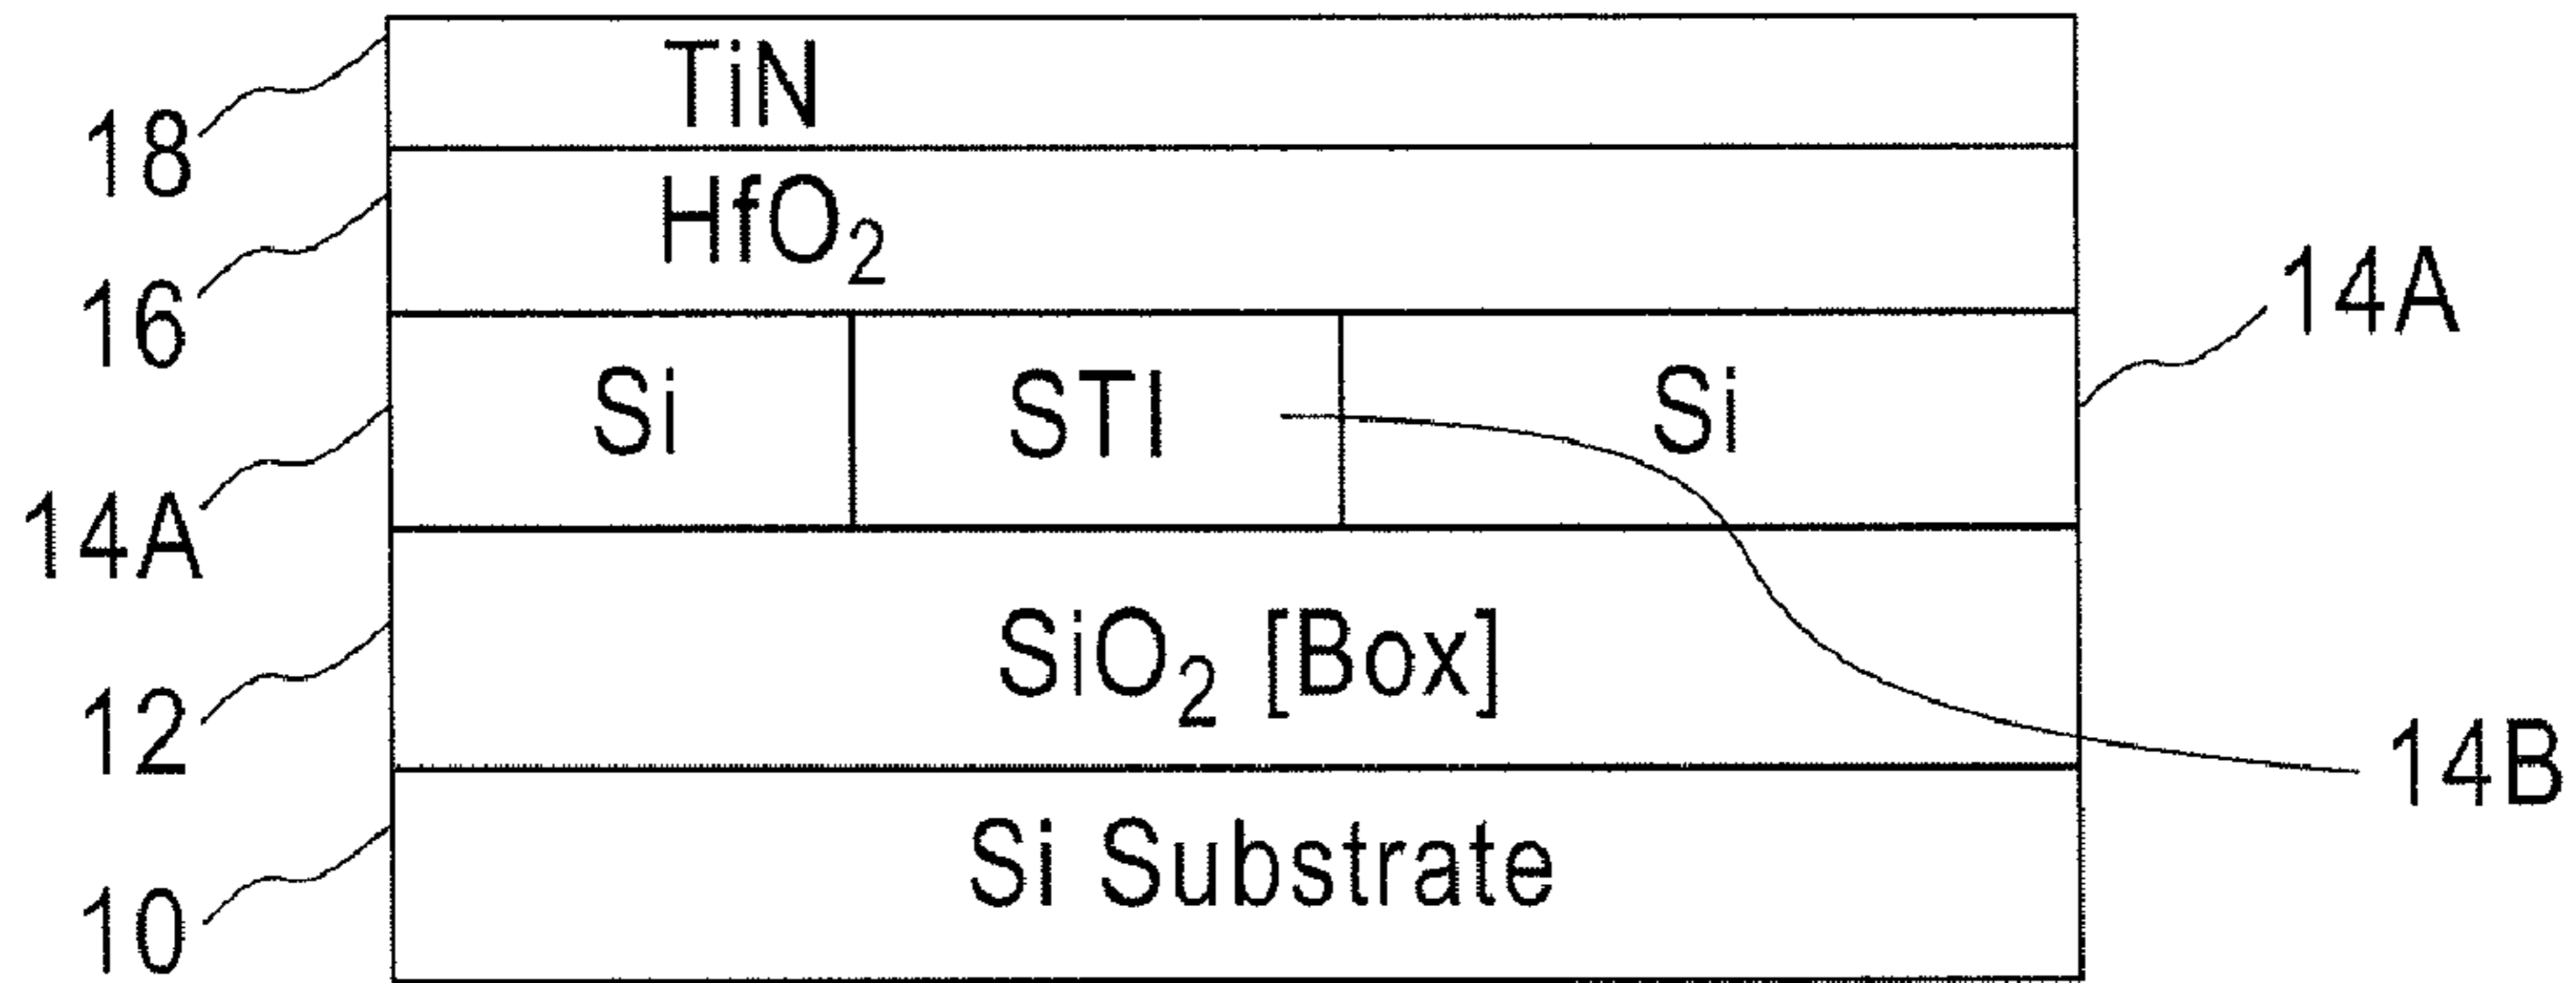 TiN
18
HfO₂
16
14A
Si STI Si
14A
SiO₂ [Box]
12
14B
Si Substrate
10